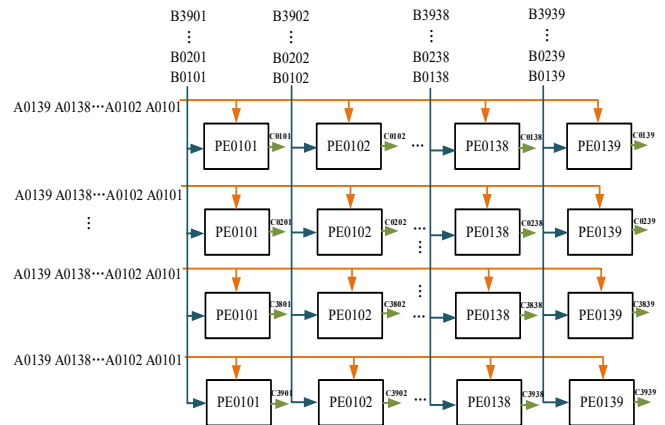 B3901 B3902 B3938 B3939
⋮ ⋮ ⋮ ⋮
B0201 B0202 B0238 B0239
B0101 B0102 B0138 B0139
A0139 A0138⋯A0102 A0101
C0101 C0102 C0138 C0139
PE0101 PE0102 ⋯ PE0138 PE0139
A0139 A0138⋯A0102 A0101
⋮
C0201 C0202 C0238 C0239
PE0101 PE0102 ⋯ PE0138 PE0139
⋮
A0139 A0138⋯A0102 A0101
⋮
C3801 C3802 C3838 C3839
PE0101 PE0102 ⋯ PE0138 PE0139
A0139 A0138⋯A0102 A0101
C3901 C3902 C3938 C3939
PE0101 PE0102 ⋯ PE0138 PE0139